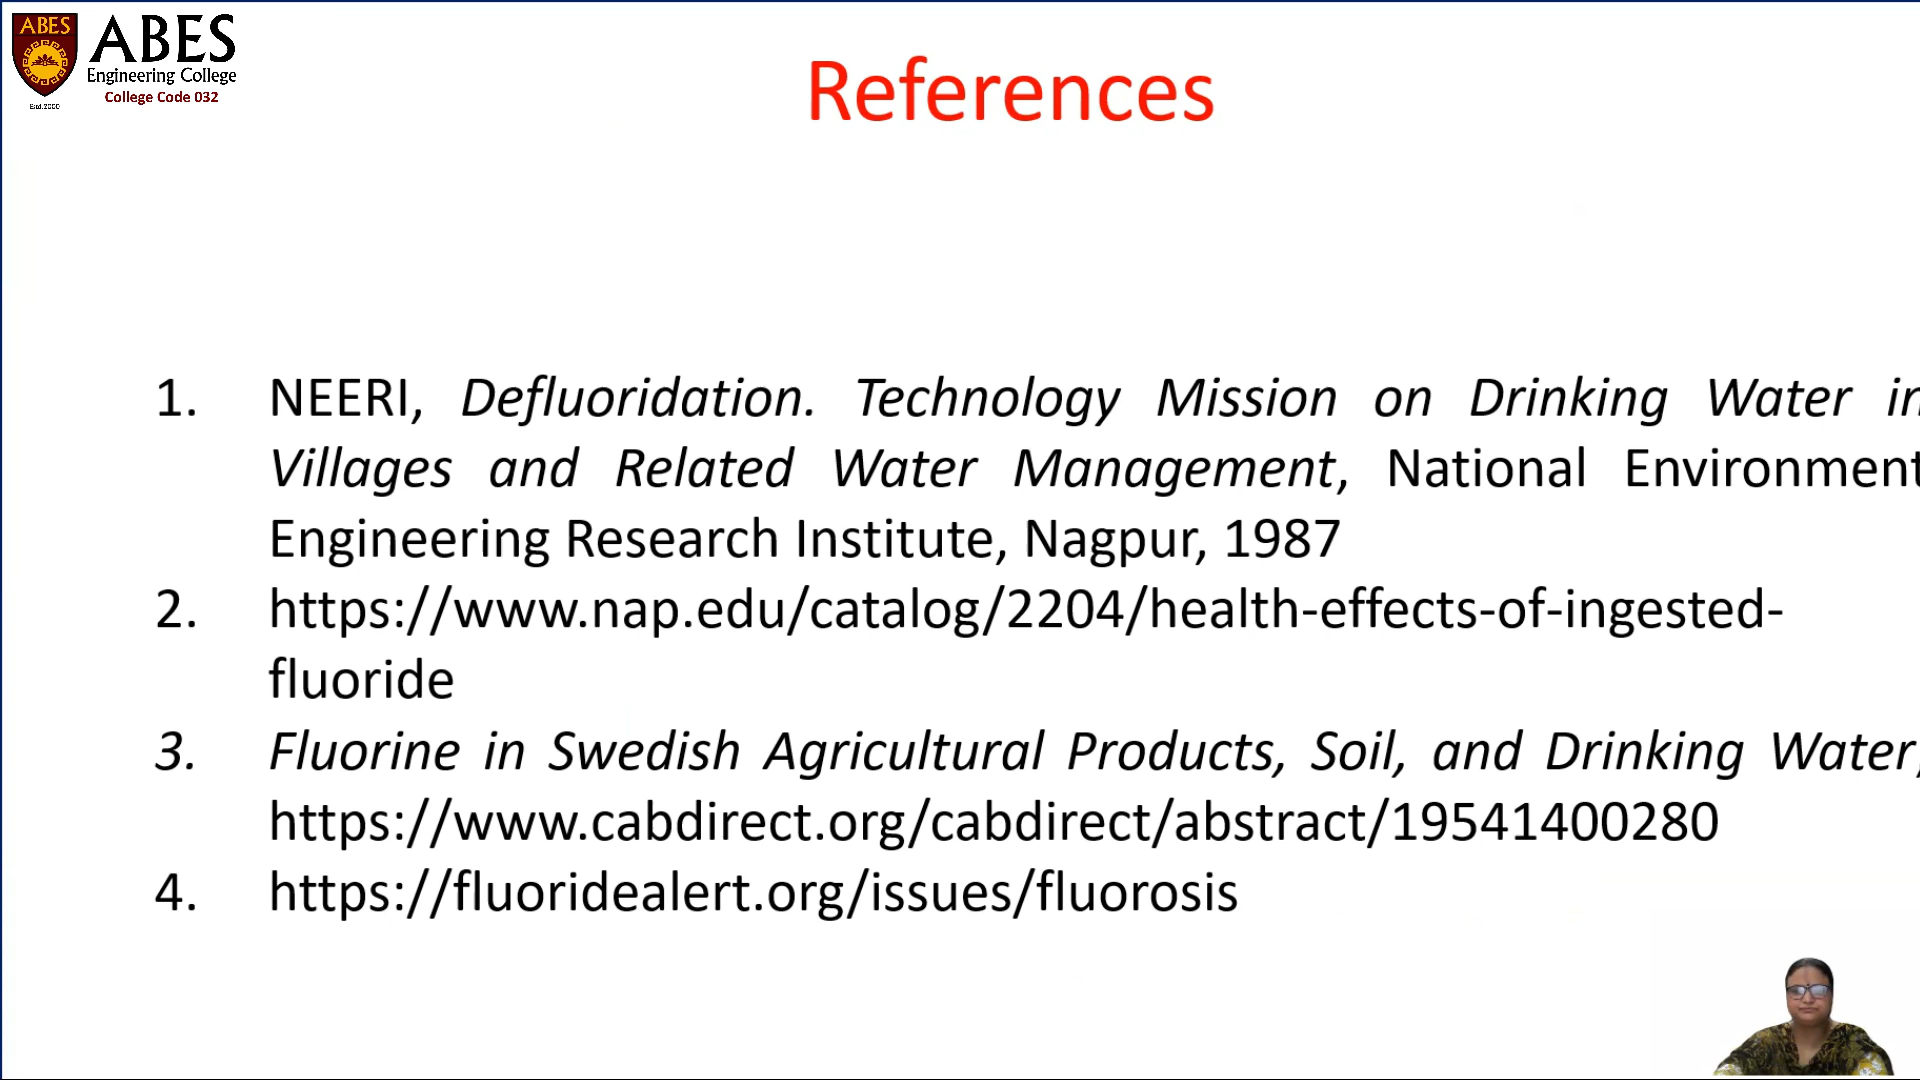 ABES
ABES
Engineering College
College Code 032
Estd.2000
References
1. NEERI, Defluoridation. Technology Mission on Drinking Water in
Villages and Related Water Management, National Environment
Engineering Research Institute, Nagpur, 1987
2. https://www.nap.edu/catalog/2204/health-effects-of-ingested-
fluoride
3. Fluorine in Swedish Agricultural Products, Soil, and Drinking Water,
https://www.cabdirect.org/cabdirect/abstract/19541400280
4. https://fluoridealert.org/issues/fluorosis